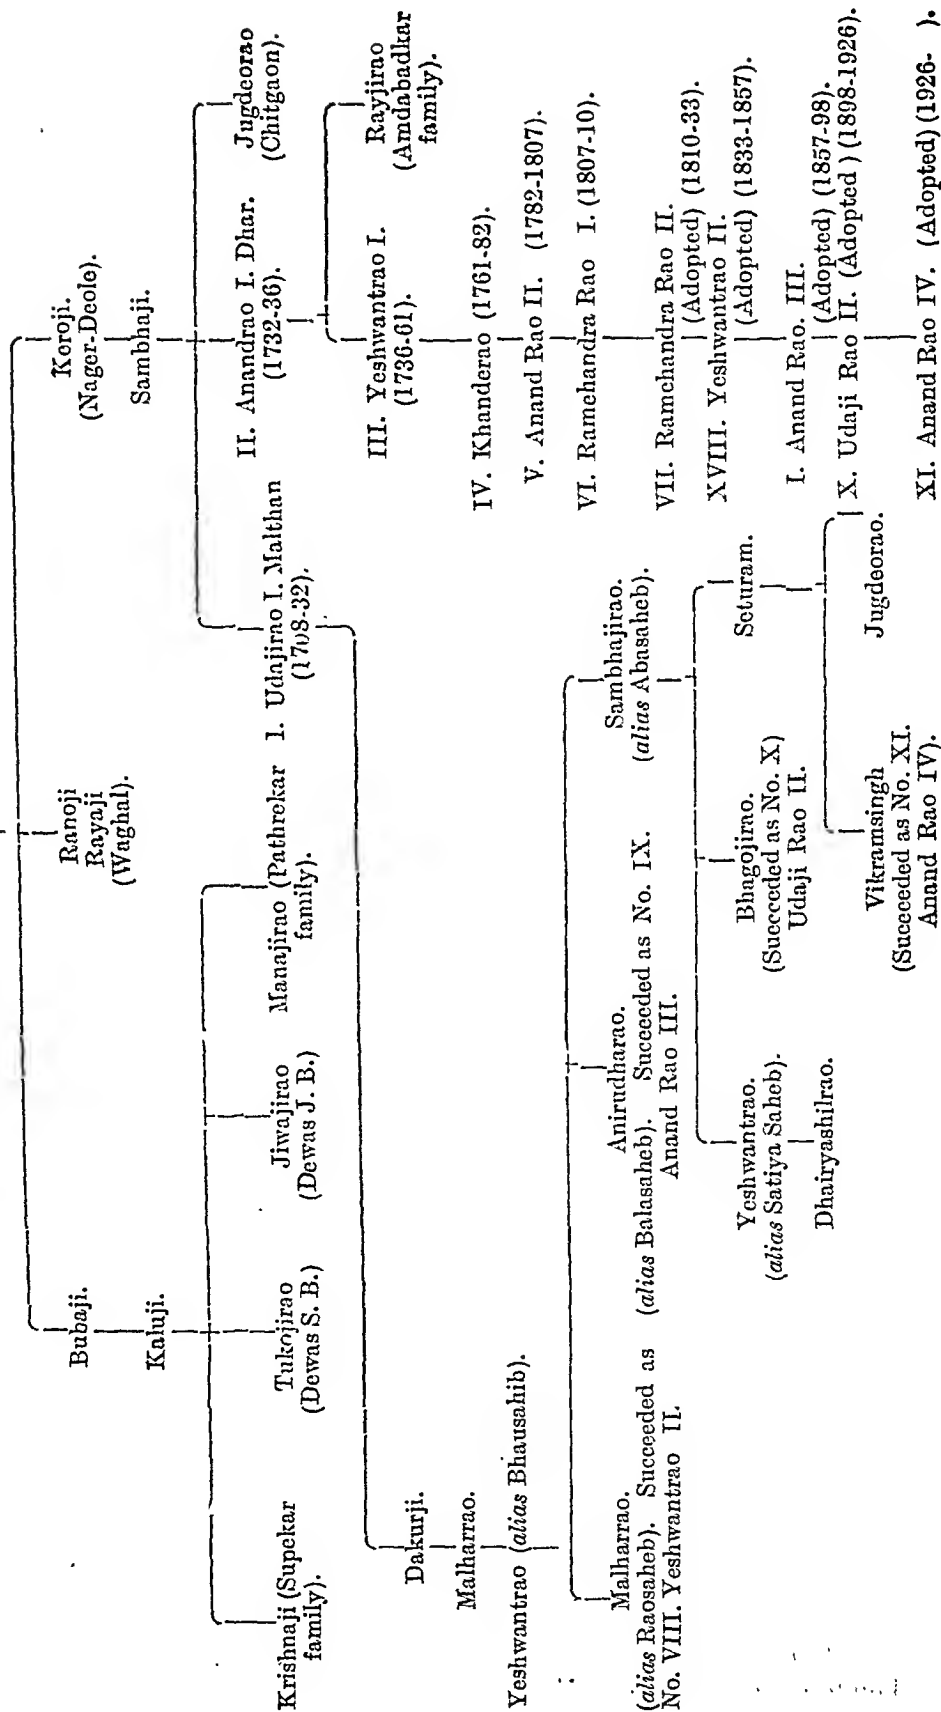 Bubaji.
Ranoji
Rayaji
(Waghal).
Keroji.
(Nager-Deole).
Kaluji.
Sambhaji.
Krishnaji (Supekar
family).
Tukojirao
(Dewas S. B.)
Jiwajirao
(Dewas J. B.)
Manajirao (Pathrekar
family).
1. Udajirao I. Malthan
(1708-32).
II. Anandrao I. Dhar.
(1732-36).
Jugdeorao
(Chitgaon).
III. Yeshwantrao I.
(1736-61).
Rayjirao
(Amdabadkar
family).
Dakurji.
Malharrao.
Yeshwantrao (alias Bhausahib).
IV. Khanderao (1761-82).
V. Anand Rao II. (1782-1807).
VI. Ramchandra Rao I. (1807-10).
VII. Ramchandra Rao II.
(Adopted) (1810-33).
XVIII. Yeshwantrao II.
(Adopted) (1833-1857).
I. Anand Rao. III.
(Adopted) (1857-98).
X. Udaji Rao II. (Adopted) (1898-1926).
XI. Anand Rao IV. (Adopted) (1926- ).
Malharrao.
(alias Raosaheb). Succeeded as
No. VIII. Yeshwantrao II.
Anirudharao.
(alias Balasaheb). Succeeded as No. IX.
Anand Rao III.
Sambhajirao.
(alias Abasaheb).
Yeshwantrao.
(alias Satiya Saheb).
Bhagojirao.
(Succeeded as No. X)
Udaji Rao II.
Seturam.
Dhairyashilrao.
Vikramsingh
(Succeeded as No. XI.
Anand Rao IV).
Jugdeorao.